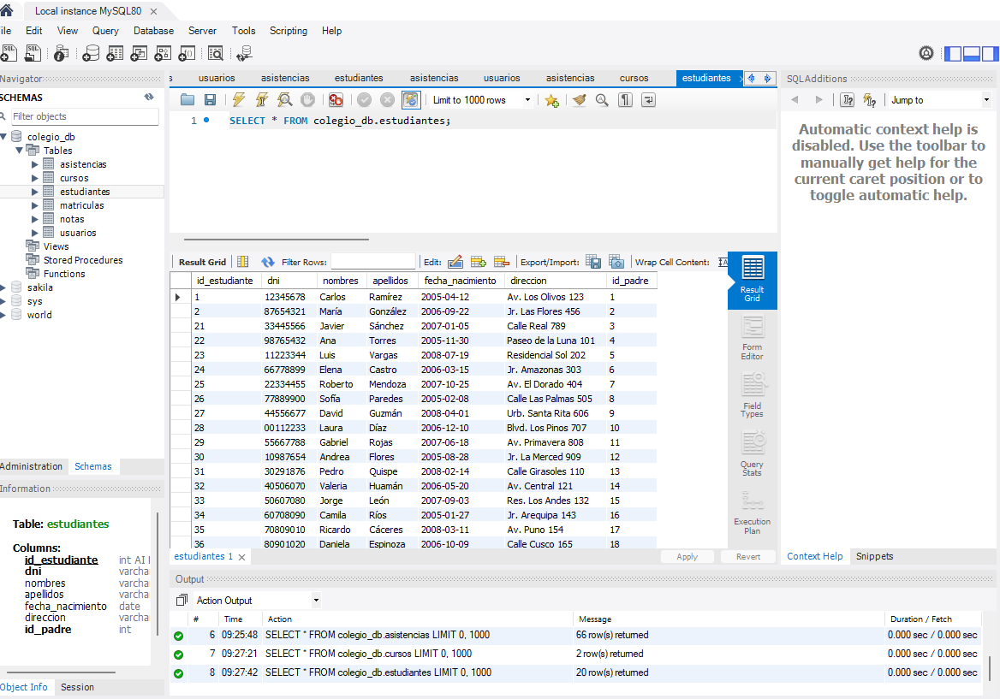 Local instance MySQL80
ile Edit View Query Database Server Tools Scripting Help
Navigator
SCHEMAS
Filter objects
colegio_db
Tables
asistencias
cursos
estudiantes
matriculas
notas
usuarios
Views
Stored Procedures
Functions
sakila
sys
world
Administration Schemas
Information
Table: estudiantes
Columns:
id_estudiante int AI
dni varcha
nombres varcha
apellidos varcha
fecha_nacimiento date
direccion varcha
id_padre int
Object Info Session
s usuarios asistencias estudiantes asistencias usuarios asistencias cursos estudiantes
Limit to 1000 rows
1 SELECT * FROM colegio_db.estudiantes;
Result Grid Filter Rows: Edit: Export/Import: Wrap Cell Content:
id_estudiante dni nombres apellidos fecha_nacimiento direccion id_padre
1 12345678 Carlos Ramírez 2005-04-12 Av. Los Olivos 123 1
2 87654321 María González 2006-09-22 Jr. Las Flores 456 2
21 33445566 Javier Sánchez 2007-01-05 Calle Real 789 3
22 98765432 Ana Torres 2005-11-30 Paseo de la Luna 101 4
23 11223344 Luis Vargas 2008-07-19 Residencial Sol 202 5
24 66778899 Elena Castro 2006-03-15 Jr. Amazonas 303 6
25 22334455 Roberto Mendoza 2007-10-25 Av. El Dorado 404 7
26 77889900 Sofía Paredes 2005-02-08 Calle Las Palmas 505 8
27 44556677 David Guzmán 2008-04-01 Urb. Santa Rita 606 9
28 00112233 Laura Díaz 2006-12-10 Blvd. Los Pinos 707 10
29 55667788 Gabriel Rojas 2007-06-18 Av. Primavera 808 11
30 10987654 Andrea Flores 2005-08-28 Jr. La Merced 909 12
31 30291876 Pedro Quispe 2008-02-14 Calle Girasoles 110 13
32 40506070 Valeria Huamán 2006-05-20 Av. Central 121 14
33 50607080 Jorge León 2007-09-03 Res. Los Andes 132 15
34 60708090 Camila Ríos 2005-01-27 Jr. Arequipa 143 16
35 70809010 Ricardo Cáceres 2008-03-11 Av. Puno 154 17
36 80901020 Daniela Espinoza 2006-10-09 Calle Cusco 165 18
Result
Grid
Form
Editor
Field
Types
Query
Stats
Execution
Plan
estudiantes 1 Apply Revert
SQLAdditions
Jump to
Automatic context help is
disabled. Use the toolbar to
manually get help for the
current caret position or to
toggle automatic help.
Context Help Snippets
Output
Action Output
# Time Action Message Duration / Fetch
6 09:25:48 SELECT * FROM colegio_db.asistencias LIMIT 0, 1000 66 row(s) returned 0.000 sec / 0.000 sec
7 09:27:21 SELECT * FROM colegio_db.cursos LIMIT 0, 1000 2 row(s) returned 0.000 sec / 0.000 sec
8 09:27:42 SELECT * FROM colegio_db.estudiantes LIMIT 0, 1000 20 row(s) returned 0.000 sec / 0.000 sec